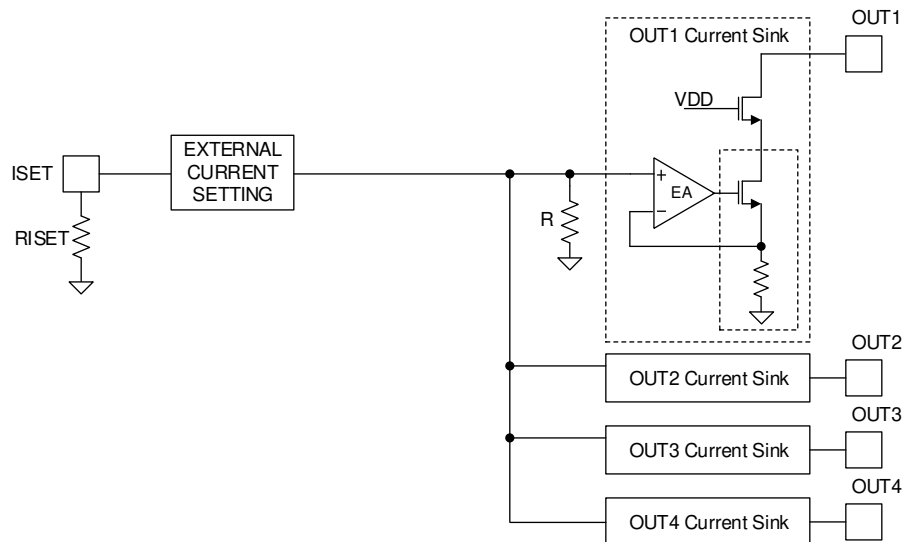 OUT1
OUT1 Current Sink
VDD
ISET
EXTERNAL
CURRENT
SETTING
+
EA
−
R
RISET
OUT2
OUT2 Current Sink
OUT3
OUT3 Current Sink
OUT4
OUT4 Current Sink